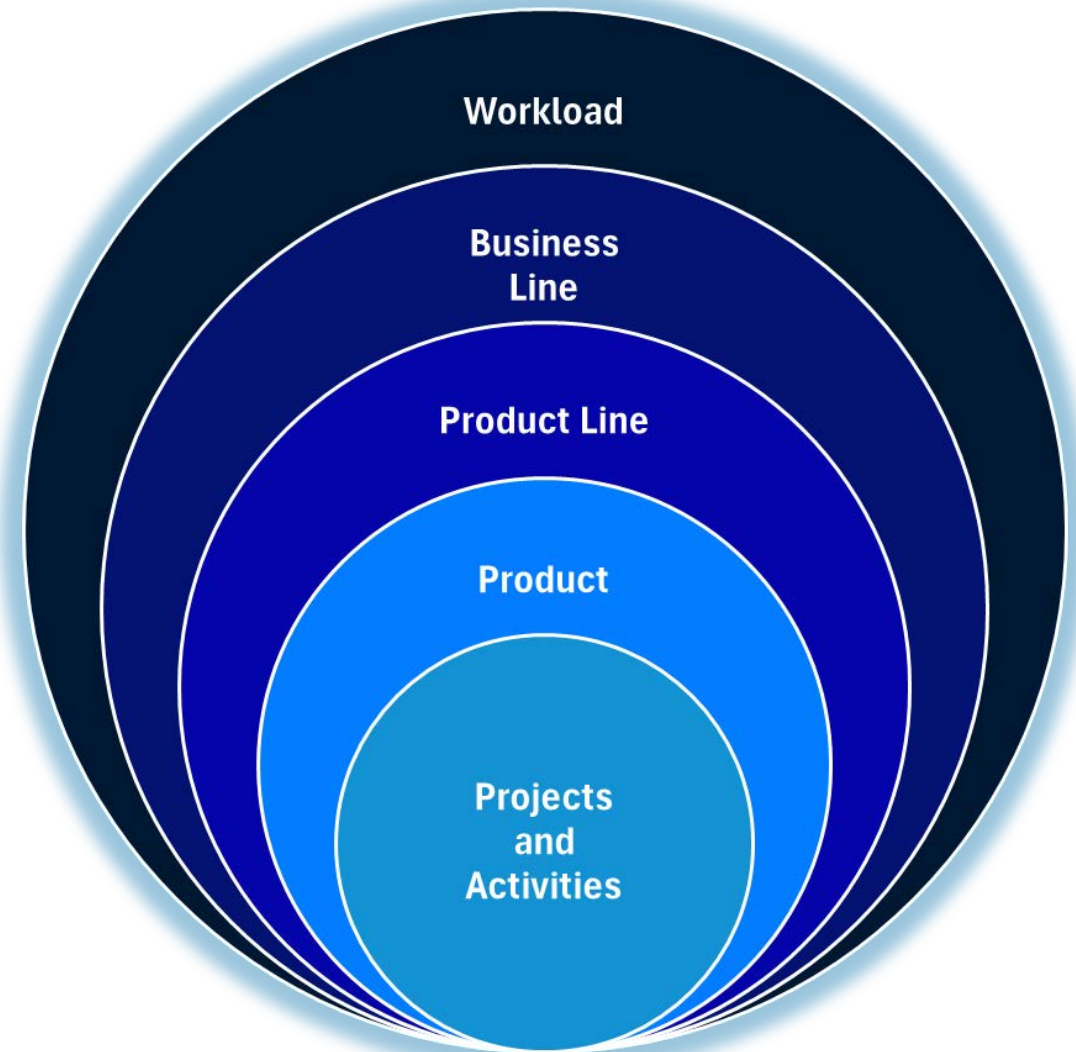 Workload
Business
Line
Product Line
Product
Projects
and
Activities